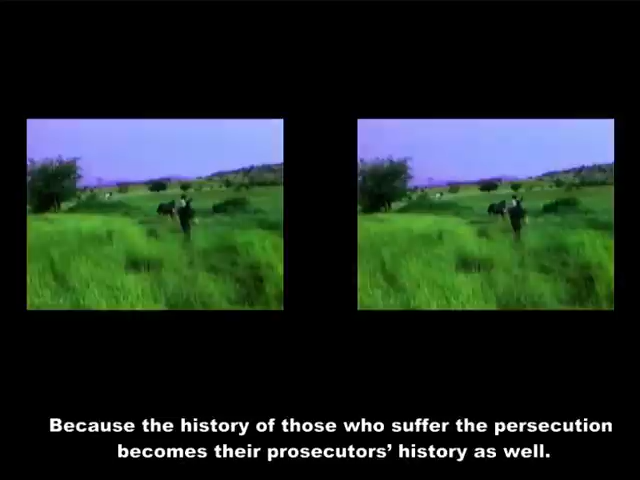 Because the history of those who suffer the persecution
becomes their prosecutors’ history as well.